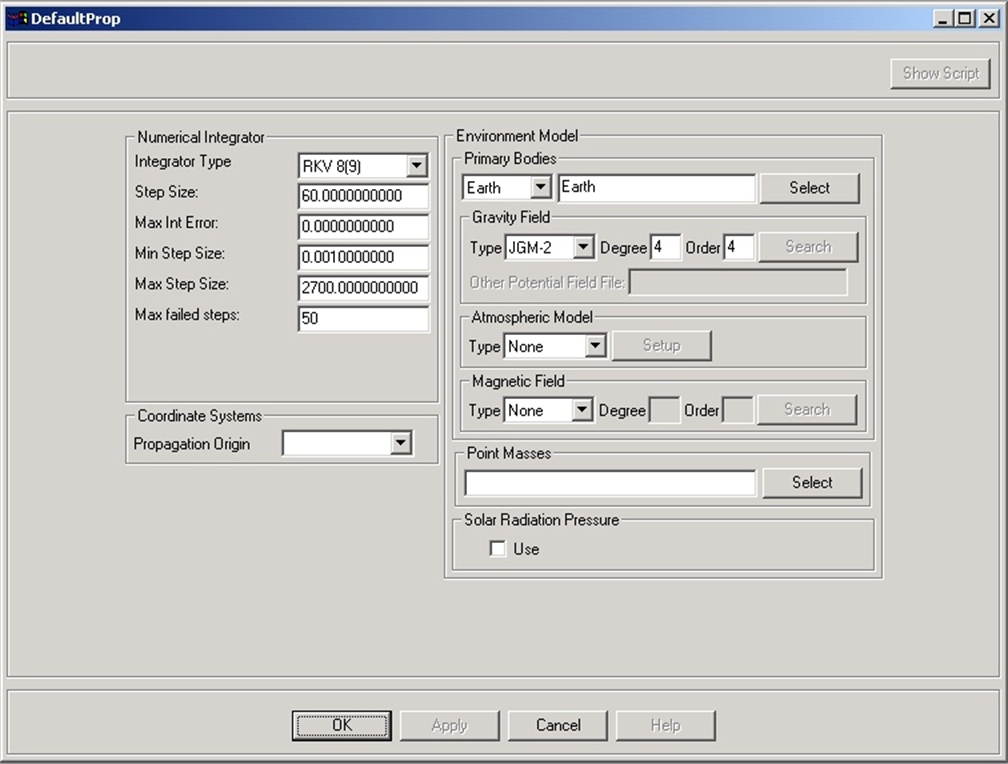 DefaultProp
Show Script
Numerical Integrator
Integrator Type RKV 8(9)
Step Size: 60.0000000000
Max Int Error: 0.0000000000
Min Step Size: 0.0010000000
Max Step Size: 2700.0000000000
Max failed steps: 50
Coordinate Systems
Propagation Origin
Environment Model
Primary Bodies
Earth Earth Select
Gravity Field
Type JGM-2 Degree 4 Order 4 Search
Other Potential Field File:
Atmospheric Model
Type None Setup
Magnetic Field
Type None Degree Order Search
Point Masses
Select
Solar Radiation Pressure
Use
OK Apply Cancel Help